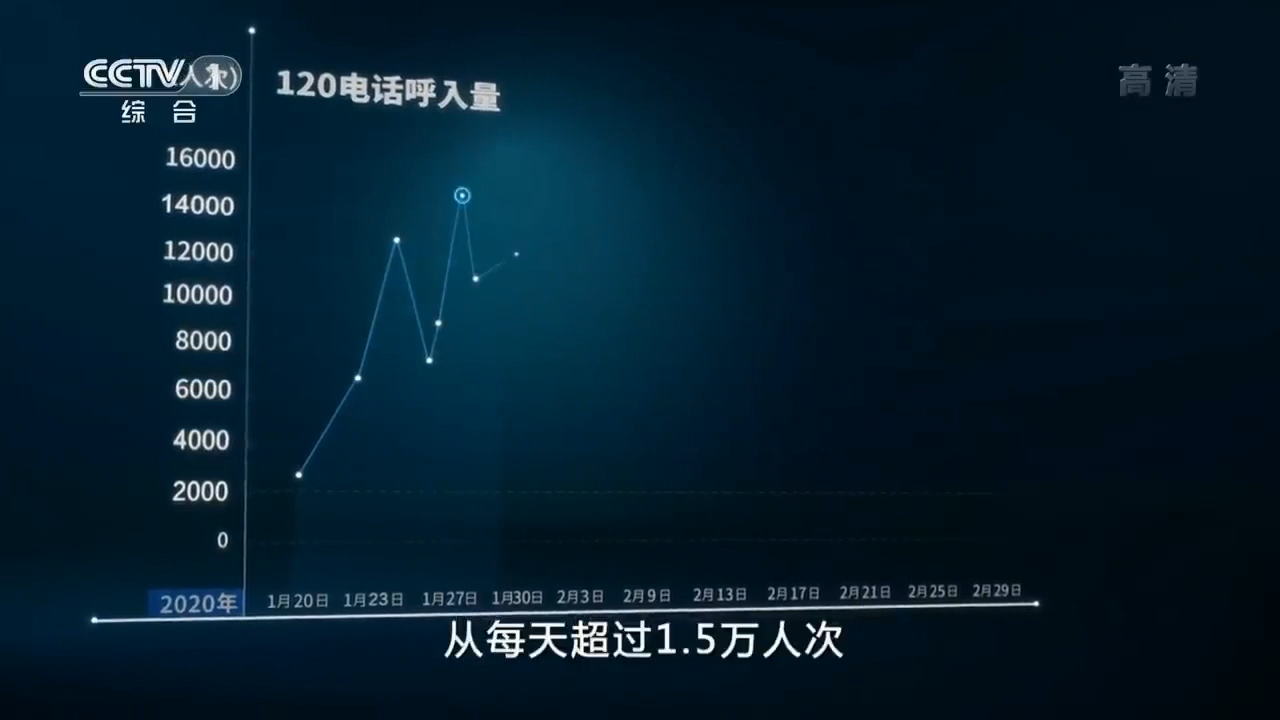 CCTV 1
人次)
综合
高清
120电话呼入量
16000
14000
12000
10000
8000
6000
4000
2000
0
2020年
1月20日 1月23日 1月27日 1月30日 2月3日 2月9日 2月13日 2月17日 2月21日 2月25日 2月29日
从每天超过1.5万人次